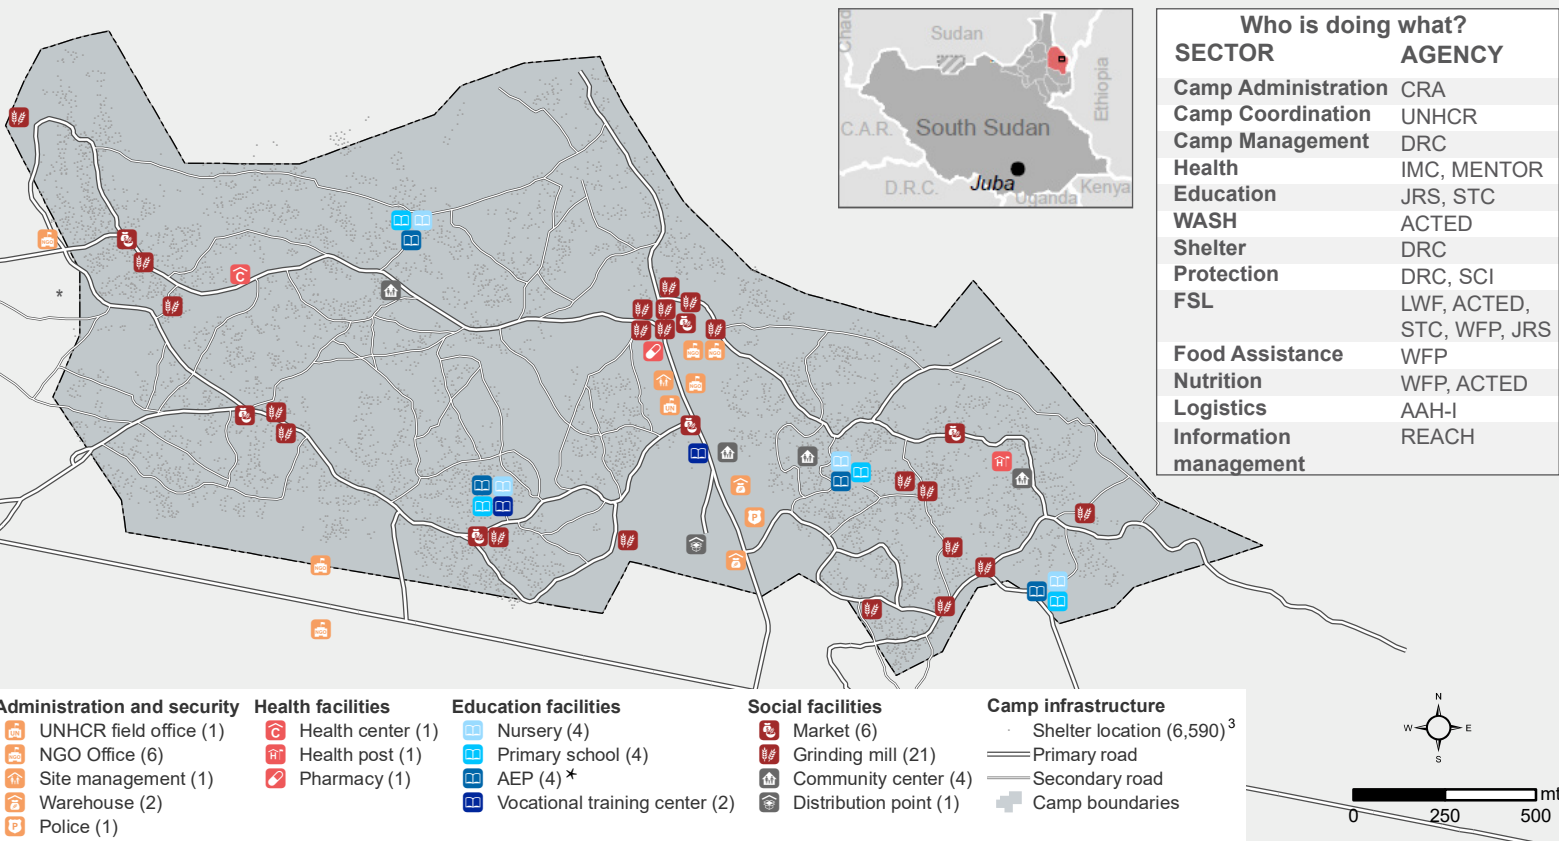 Chad
Sudan
Ethiopia
C.A.R.
South Sudan
D.R.C.
Juba
Kenya
Uganda
Who is doing what?
SECTOR AGENCY
Camp Administration CRA
Camp Coordination UNHCR
Camp Management DRC
Health IMC, MENTOR
Education JRS, STC
WASH ACTED
Shelter DRC
Protection DRC, SCI
FSL LWF, ACTED,
STC, WFP, JRS
Food Assistance WFP
Nutrition WFP, ACTED
Logistics AAH-I
Information REACH
management
*
Administration and security
UNHCR field office (1)
NGO Office (6)
Site management (1)
Warehouse (2)
Police (1)
Health facilities
Health center (1)
Health post (1)
Pharmacy (1)
Education facilities
Nursery (4)
Primary school (4)
AEP (4) *
Vocational training center (2)
Social facilities
Market (6)
Grinding mill (21)
Community center (4)
Distribution point (1)
Camp infrastructure
Shelter location (6,590)³
Primary road
Secondary road
Camp boundaries
N
W E
S
mt
0 250 500